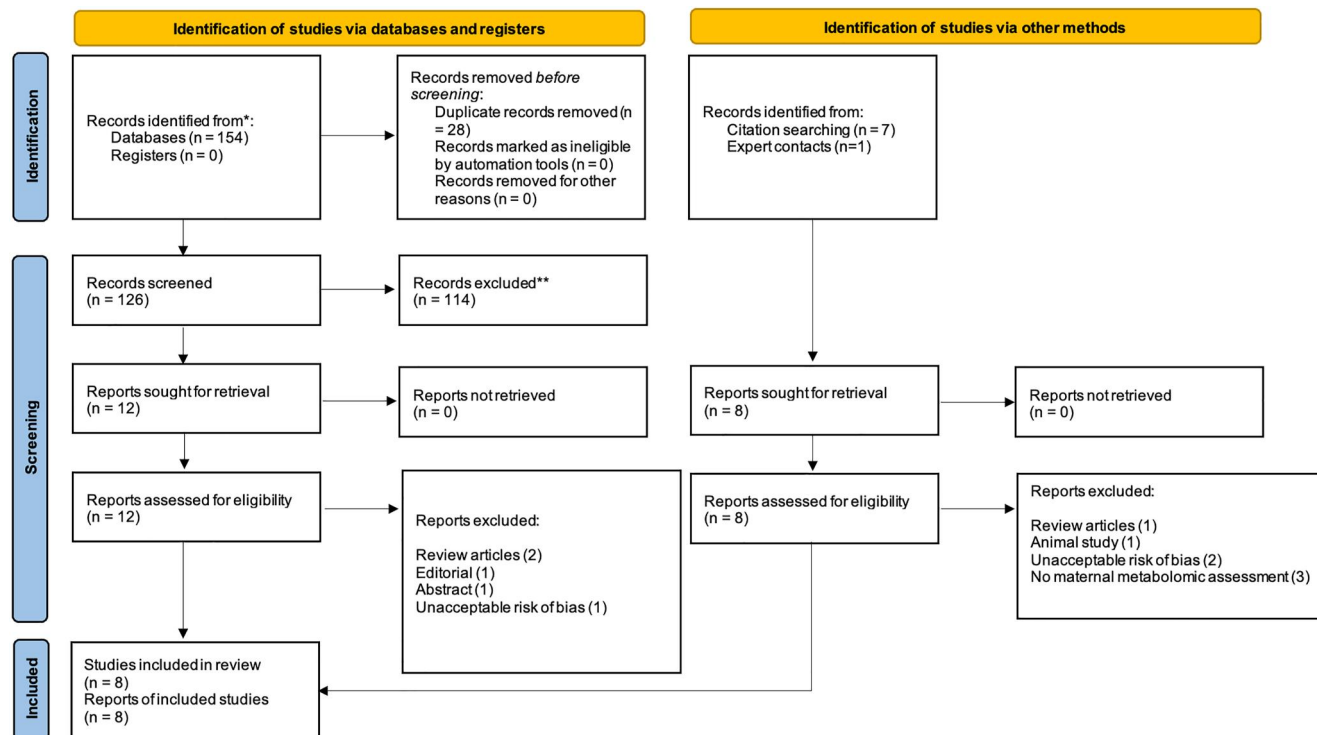 Identification of studies via databases and registers
Identification of studies via other methods
Identification
Records identified from*:
Databases (n = 154)
Registers (n = 0)
Records removed before
screening:
Duplicate records removed (n
= 28)
Records marked as ineligible
by automation tools (n = 0)
Records removed for other
reasons (n = 0)
Records identified from:
Citation searching (n = 7)
Expert contacts (n=1)
Screening
Records screened
(n = 126)
Records excluded**
(n = 114)
Reports sought for retrieval
(n = 12)
Reports not retrieved
(n = 0)
Reports sought for retrieval
(n = 8)
Reports not retrieved
(n = 0)
Reports assessed for eligibility
(n = 12)
Reports excluded:
Review articles (2)
Editorial (1)
Abstract (1)
Unacceptable risk of bias (1)
Reports assessed for eligibility
(n = 8)
Reports excluded:
Review articles (1)
Animal study (1)
Unacceptable risk of bias (2)
No maternal metabolomic assessment (3)
Included
Studies included in review
(n = 8)
Reports of included studies
(n = 8)